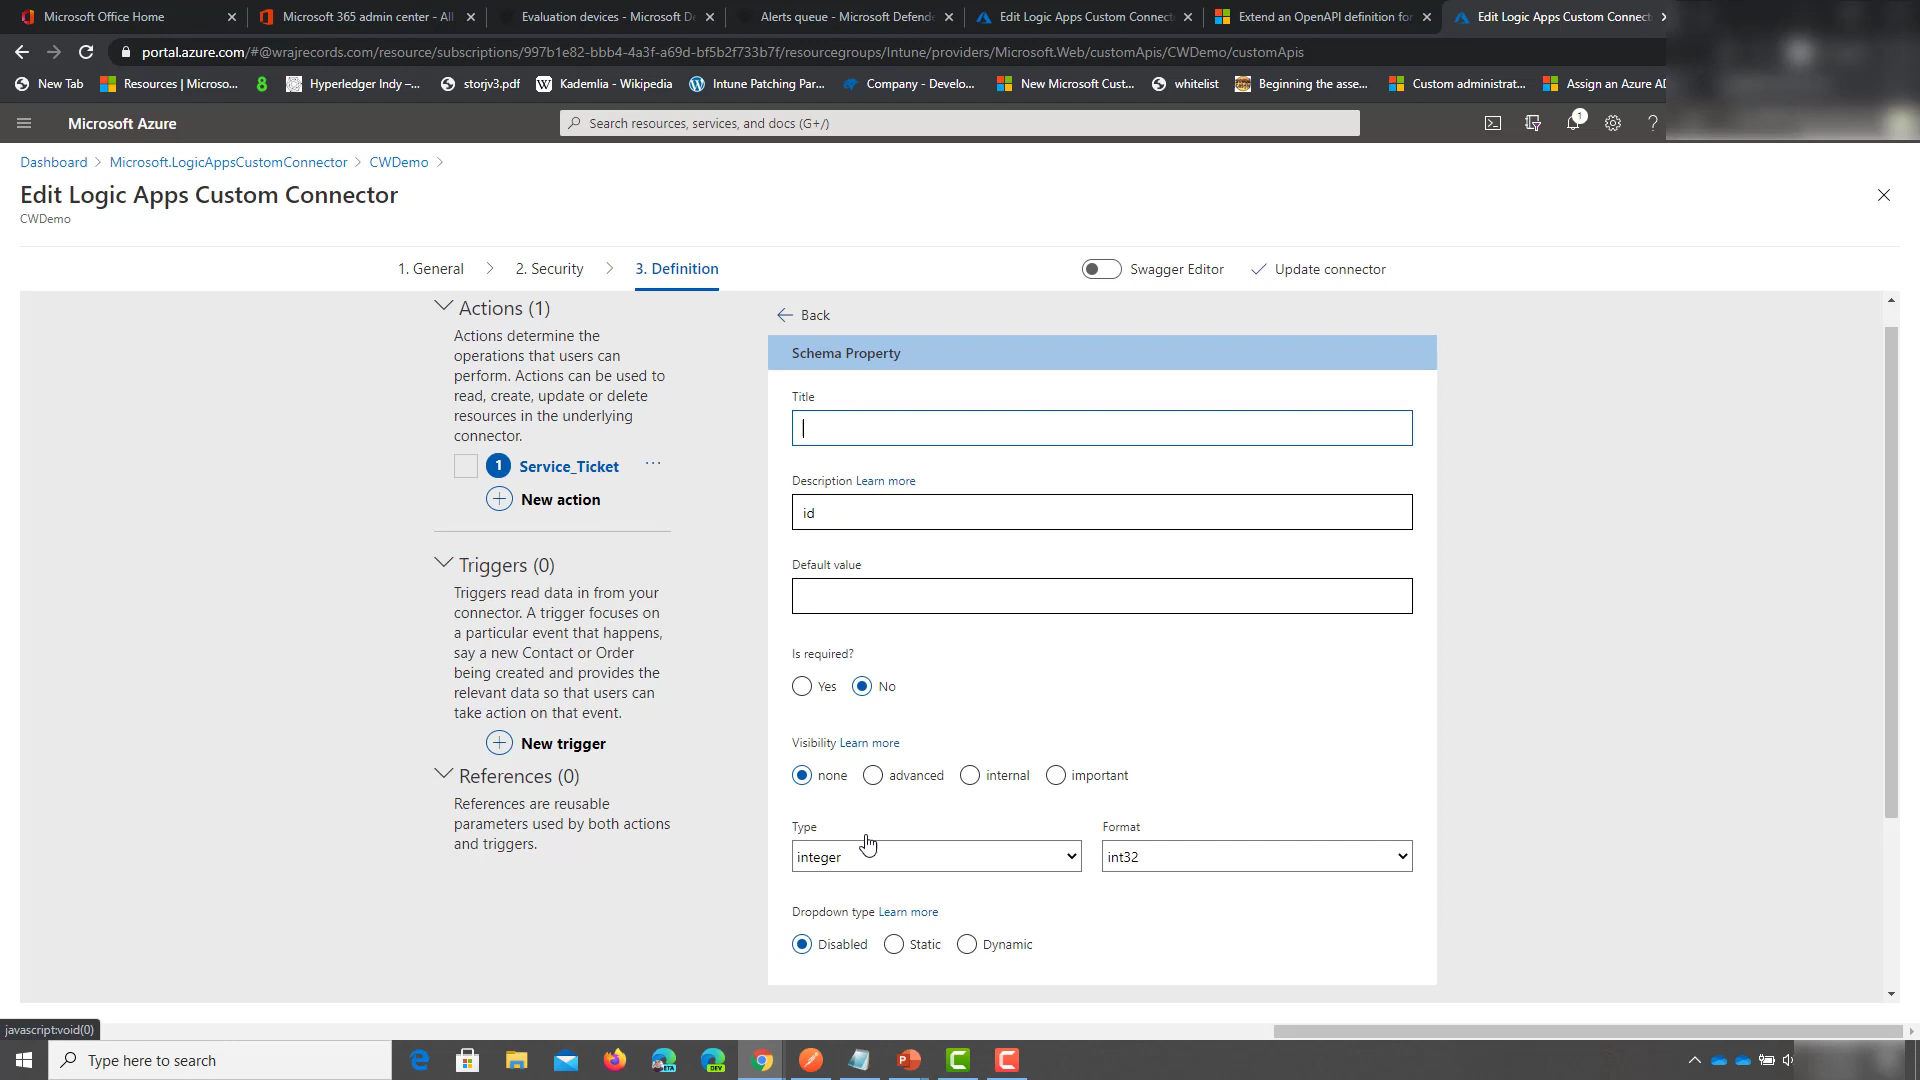 Microsoft Office Home
Microsoft 365 admin center - All
Evaluation devices - Microsoft De
Alerts queue - Microsoft Defende
Edit Logic Apps Custom Connecto
Extend an OpenAPI definition for
Edit Logic Apps Custom Connecto
portal.azure.com/#@wrajrecords.com/resource/subscriptions/997b1e82-bbb4-4a3f-a69d-bf5b2f733b7f/resourcegroups/Intune/providers/Microsoft.Web/customApis/CWDemo/customApis
New Tab
Resources | Microso...
Hyperledger Indy –...
storjv3.pdf
Kademlia - Wikipedia
Intune Patching Par...
Company - Develo...
New Microsoft Cust...
whitelist
Beginning the asse...
Custom administrat...
Assign an Azure AD
Microsoft Azure
Search resources, services, and docs (G+/)
1
Dashboard > Microsoft.LogicAppsCustomConnector > CWDemo >
Edit Logic Apps Custom Connector
CWDemo
1. General > 2. Security > 3. Definition
Swagger Editor
Update connector
Actions (1)
Actions determine the
operations that users can
perform. Actions can be used to
read, create, update or delete
resources in the underlying
connector.
1 Service_Ticket ...
New action
Triggers (0)
Triggers read data in from your
connector. A trigger focuses on
a particular event that happens,
say a new Contact or Order
being created and provides the
relevant data so that users can
take action on that event.
New trigger
References (0)
References are reusable
parameters used by both actions
and triggers.
Back
Schema Property
Title
Description Learn more
id
Default value
Is required?
Yes No
Visibility Learn more
none advanced internal important
Type
integer
Format
int32
Dropdown type Learn more
Disabled Static Dynamic
javascript:void(0)
Type here to search
BETA
DEV